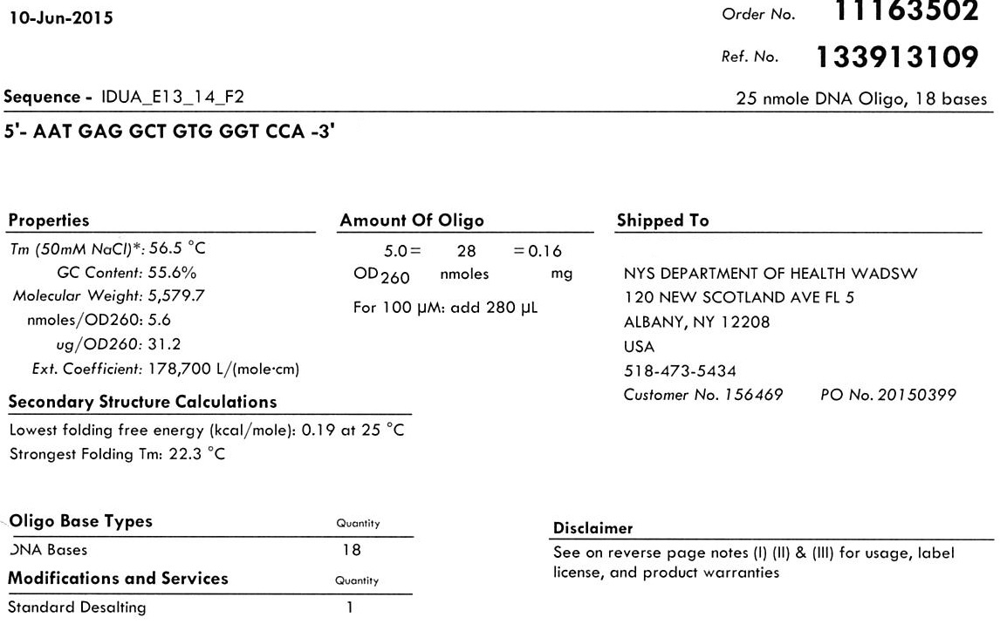 10-Jun-2015
Order No. 11163502
Ref. No. 133913109
Sequence - IDUA_E13_14_F2
25 nmole DNA Oligo, 18 bases
5'- AAT GAG GCT GTG GGT CCA -3'
Properties
Tm (50mM NaCl)*: 56.5 °C
GC Content: 55.6%
Molecular Weight: 5,579.7
nmoles/OD260: 5.6
ug/OD260: 31.2
Ext. Coefficient: 178,700 L/(mole·cm)
Secondary Structure Calculations
Lowest folding free energy (kcal/mole): 0.19 at 25 °C
Strongest Folding Tm: 22.3 °C
Amount Of Oligo
5.0= 28 =0.16
OD260 nmoles mg
For 100 µM: add 280 µL
Shipped To
NYS DEPARTMENT OF HEALTH WADSW
120 NEW SCOTLAND AVE FL 5
ALBANY, NY 12208
USA
518-473-5434
Customer No. 156469 PO No. 20150399
Oligo Base Types Quantity
DNA Bases 18
Modifications and Services Quantity
Standard Desalting 1
Disclaimer
See on reverse page notes (I) (II) & (III) for usage, label
license, and product warranties